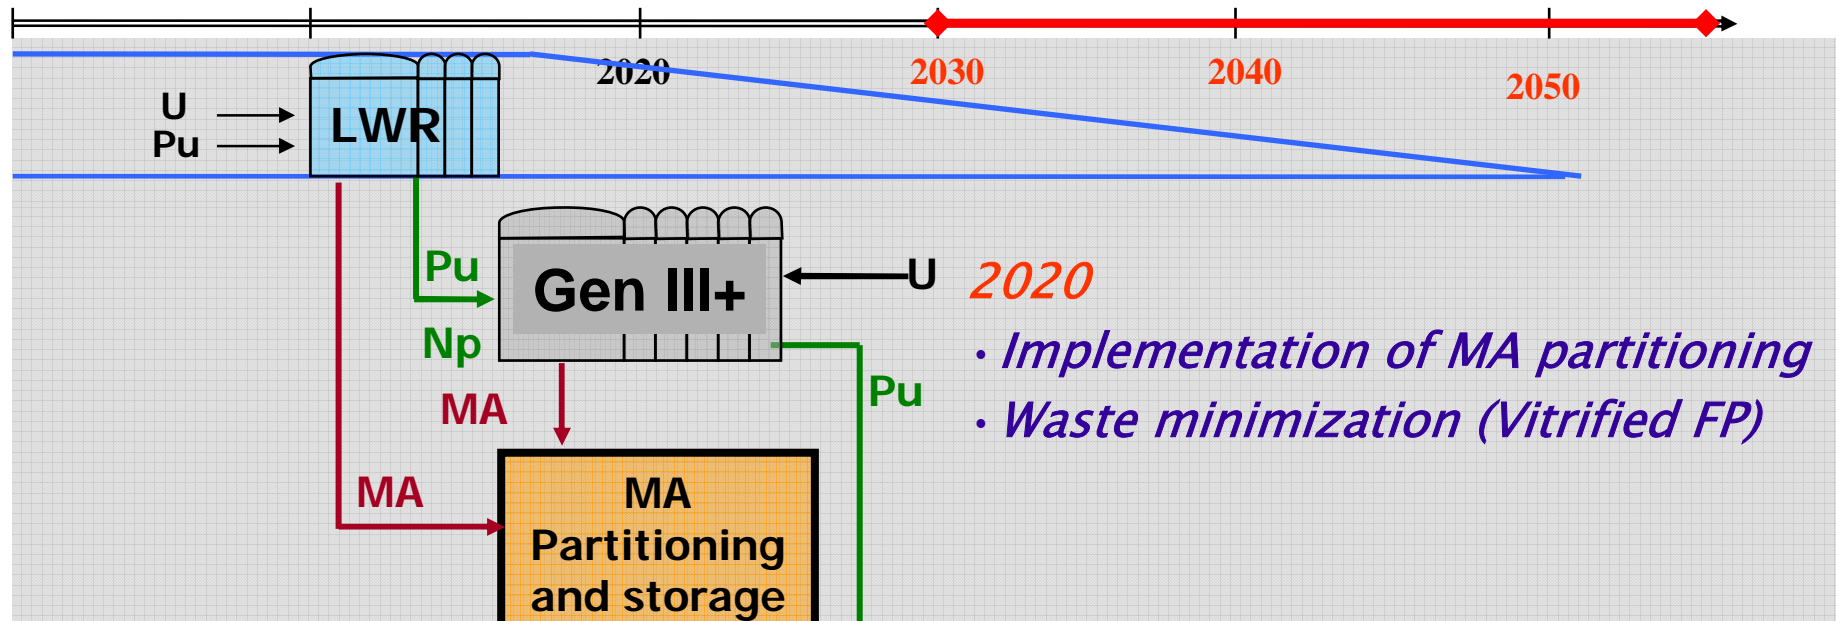 2020
2030
2040
2050
U
Pu
LWR
Pu
Gen III+
U
Np
MA
Pu
MA
MA
Partitioning
and storage
2020
• Implementation of MA partitioning
• Waste minimization (Vitrified FP)